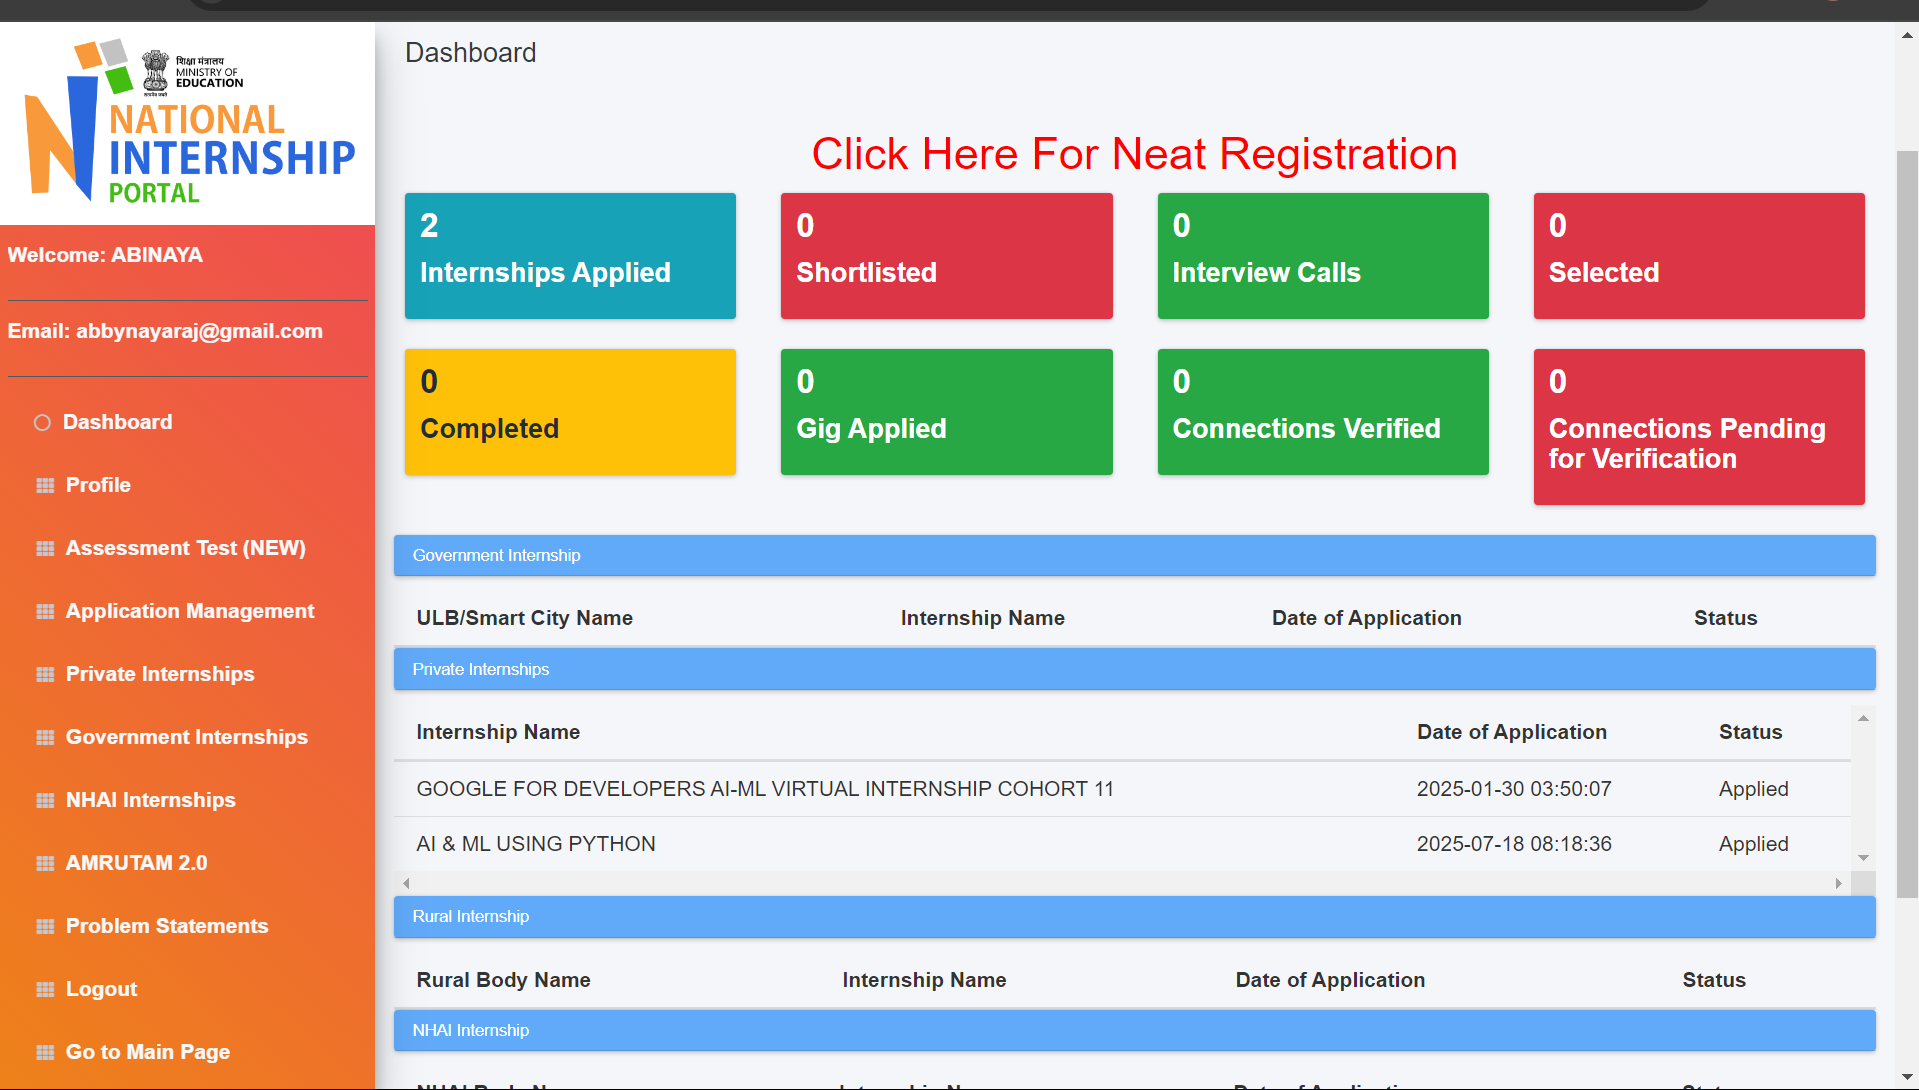 शिक्षा मंत्रालय
MINISTRY OF
EDUCATION
सत्यमेव जयते
NATIONAL
INTERNSHIP
PORTAL
Welcome: ABINAYA
Email: abbynayaraj@gmail.com
Dashboard
Profile
Assessment Test (NEW)
Application Management
Private Internships
Government Internships
NHAI Internships
AMRUTAM 2.0
Problem Statements
Logout
Go to Main Page
Dashboard
Click Here For Neat Registration
2
Internships Applied
0
Shortlisted
0
Interview Calls
0
Selected
0
Completed
0
Gig Applied
0
Connections Verified
0
Connections Pending
for Verification
Government Internship
ULB/Smart City Name Internship Name Date of Application Status
Private Internships
Internship Name Date of Application Status
GOOGLE FOR DEVELOPERS AI-ML VIRTUAL INTERNSHIP COHORT 11 2025-01-30 03:50:07 Applied
AI & ML USING PYTHON 2025-07-18 08:18:36 Applied
Rural Internship
Rural Body Name Internship Name Date of Application Status
NHAI Internship